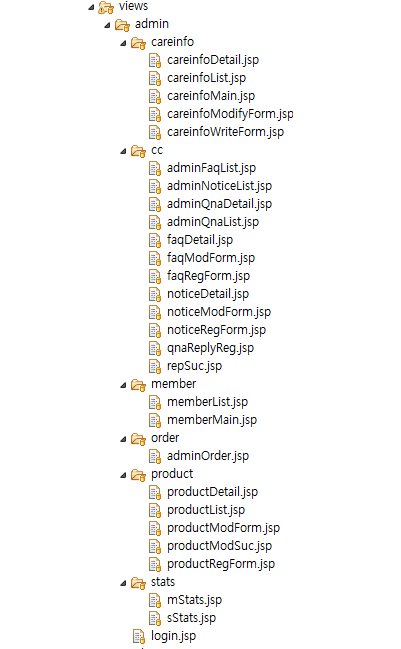 views
admin
careinfo
careinfoDetail.jsp
careinfoList.jsp
careinfoMain.jsp
careinfoModifyForm.jsp
careinfoWriteForm.jsp
cc
adminFaqList.jsp
adminNoticeList.jsp
adminQnaDetail.jsp
adminQnaList.jsp
faqDetail.jsp
faqModForm.jsp
faqRegForm.jsp
noticeDetail.jsp
noticeModForm.jsp
noticeRegForm.jsp
qnaReplyReg.jsp
repSuc.jsp
member
memberList.jsp
memberMain.jsp
order
adminOrder.jsp
product
productDetail.jsp
productList.jsp
productModForm.jsp
productModSuc.jsp
productRegForm.jsp
stats
mStats.jsp
sStats.jsp
login.jsp